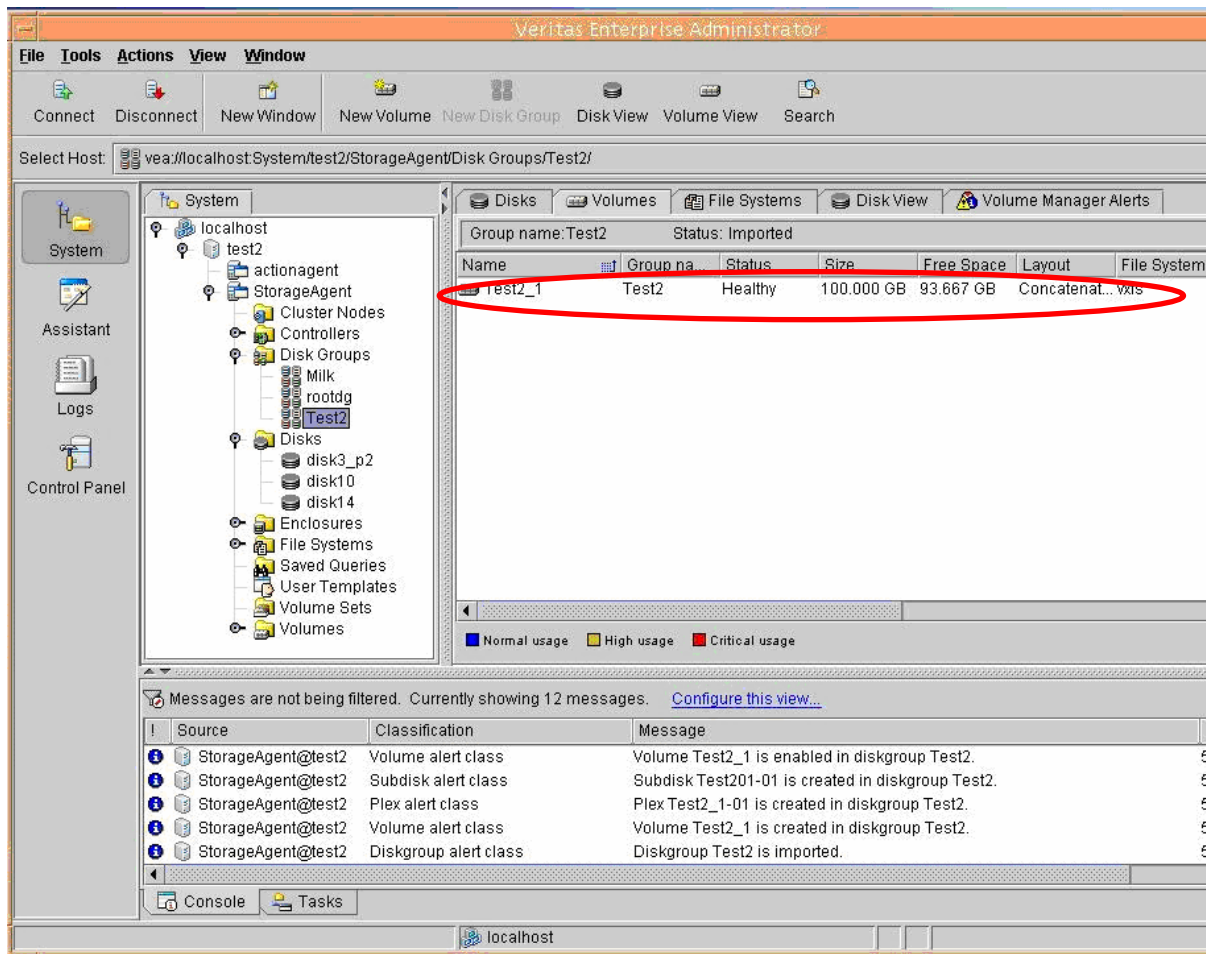 Veritas Enterprise Administrator
File Tools Actions View Window
Connect Disconnect New Window New Volume New Disk Group Disk View Volume View Search
Select Host: vea://localhost:System/test2/StorageAgent/Disk Groups/Test2/
System
Assistant
Logs
Control Panel
System
localhost
test2
actionagent
StorageAgent
Cluster Nodes
Controllers
Disk Groups
Milk
rootdg
Test2
Disks
disk3_p2
disk10
disk14
Enclosures
File Systems
Saved Queries
User Templates
Volume Sets
Volumes
Disks Volumes File Systems Disk View Volume Manager Alerts
Group name:Test2 Status: Imported
Name Group na... Status Size Free Space Layout File System
Test2_1 Test2 Healthy 100.000 GB 93.667 GB Concatenat... vxfs
Normal usage High usage Critical usage
Messages are not being filtered. Currently showing 12 messages. Configure this view...
! Source Classification Message
StorageAgent@test2 Volume alert class Volume Test2_1 is enabled in diskgroup Test2.
StorageAgent@test2 Subdisk alert class Subdisk Test201-01 is created in diskgroup Test2.
StorageAgent@test2 Plex alert class Plex Test2_1-01 is created in diskgroup Test2.
StorageAgent@test2 Volume alert class Volume Test2_1 is created in diskgroup Test2.
StorageAgent@test2 Diskgroup alert class Diskgroup Test2 is imported.
Console Tasks
localhost